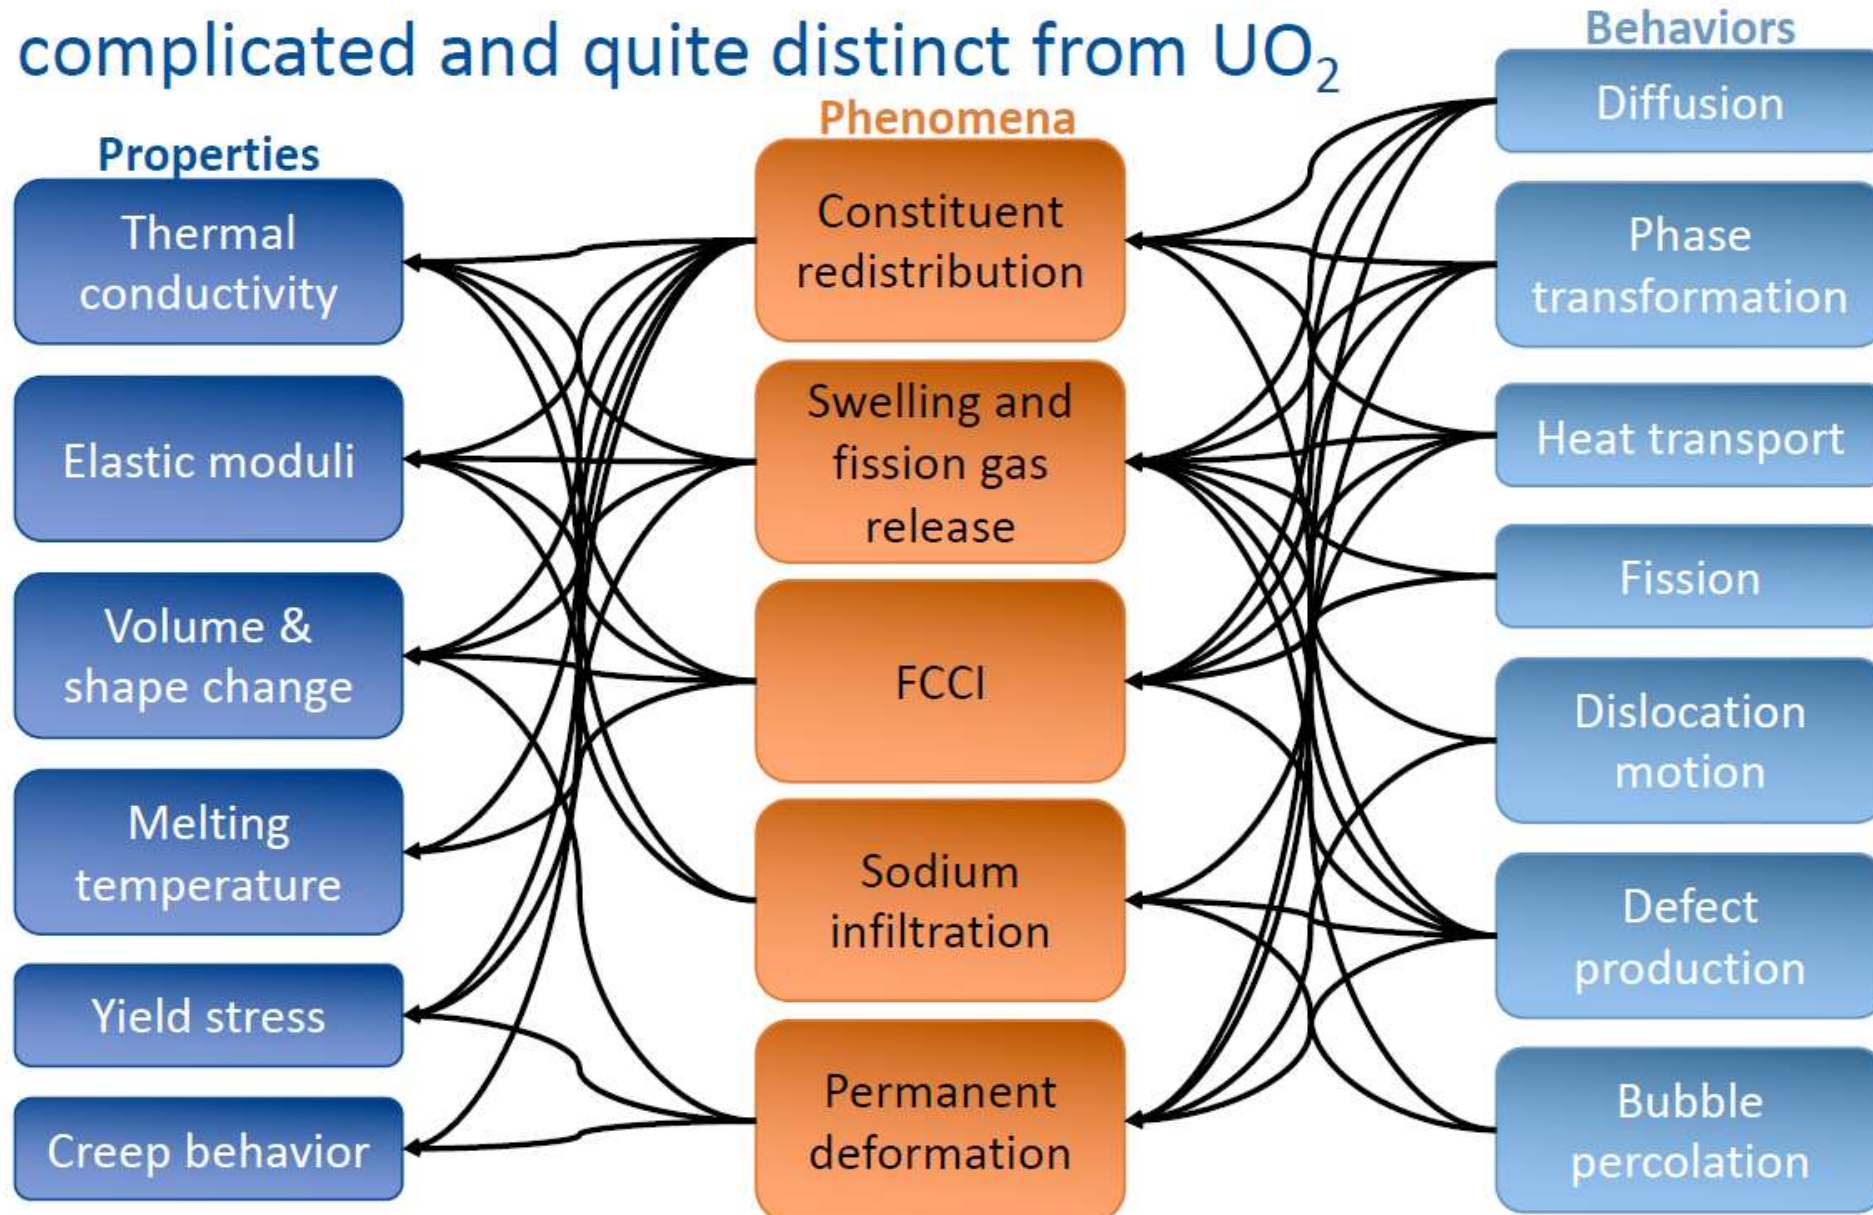 complicated and quite distinct from UO₂
Properties
Thermal
conductivity
Elastic moduli
Volume &
shape change
Melting
temperature
Yield stress
Creep behavior
Phenomena
Constituent
redistribution
Swelling and
fission gas
release
FCCI
Sodium
infiltration
Permanent
deformation
Behaviors
Diffusion
Phase
transformation
Heat transport
Fission
Dislocation
motion
Defect
production
Bubble
percolation